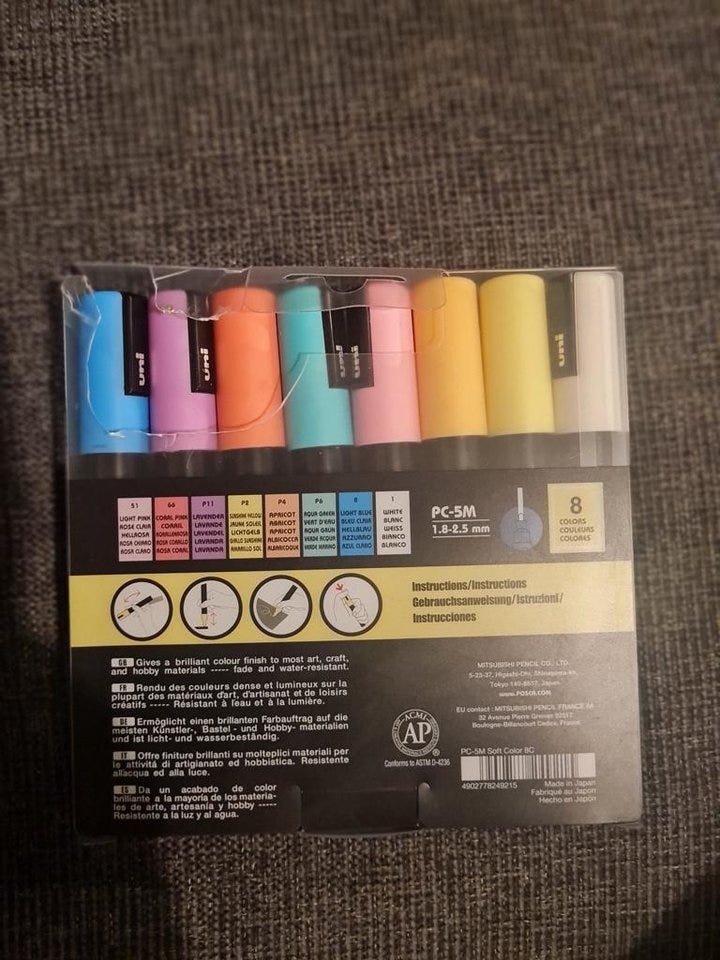 uni
uni
uni
uni
uni
51
LIGHT PINK
ROSE CLAIR
HELLROSA
ROSA CHIARO
ROSA CLARO
66
CORAL PINK
CORAIL
KORALLENROSA
ROSA CORALLO
ROSA CORAL
P11
LAVENDER
LAVANDE
LAVENDEL
LAVANDA
LAVANDA
P2
SUNSHINE YELLOW
JAUNE SOLEIL
LICHTGELB
GIALLO SUNSHINE
AMARILLO SOL
P4
APRICOT
ABRICOT
APRICOT
ALBICOCCA
ALBARICOQUE
P6
AQUA GREEN
VERT D'EAU
AQUA GRÜN
VERDE ACQUA
VERDE MARINO
8
LIGHT BLUE
BLEU CLAIR
HELLBLAU
AZZURRO
AZUL CLARO
1
WHITE
BLANC
WEISS
BIANCO
BLANCO
PC-5M
1.8-2.5 mm
8
COLORS
COULEURS
COLORES
Instructions/Instructions
Gebrauchsanweisung/Istruzioni/
Instrucciones
GB Gives a brilliant colour finish to most art, craft,
and hobby materials ----- fade and water-resistant.
FR Rendu des couleurs dense et lumineux sur la
plupart des matériaux d'art, d'artisanat et de loisirs
créatifs ----- Résistant à l'eau et à la lumière.
DE Ermöglicht einen brillanten Farbauftrag auf die
meisten Künstler-, Bastel - und Hobby- materialien
und ist licht- und wasserbeständig.
IT Offre finiture brillanti su molteplici materiali per
le attività di artigianato ed hobbistica. Resistente
all'acqua ed alla luce.
ES Da un acabado de color
brillante a la mayoría de los materia-
les de arte, artesanía y hobby -----
Resistente a la luz y al agua.
MITSUBISHI PENCIL CO., LTD.
5-23-37, Higashi-Ohi, Shinagawa-ku,
Tokyo 140-8537, Japan
www.POSCA.COM
EU contact : MITSUBISHI PENCIL FRANCE SA
32 Avenue Pierre Grenier 92517
Boulogne-Billancourt Cedex, France
ACMI
AP
®
Conforms to ASTM D-4236
PC-5M Soft Color 8C
4902778249215
Made in Japan
Fabriqué au Japon
Hecho en Japón